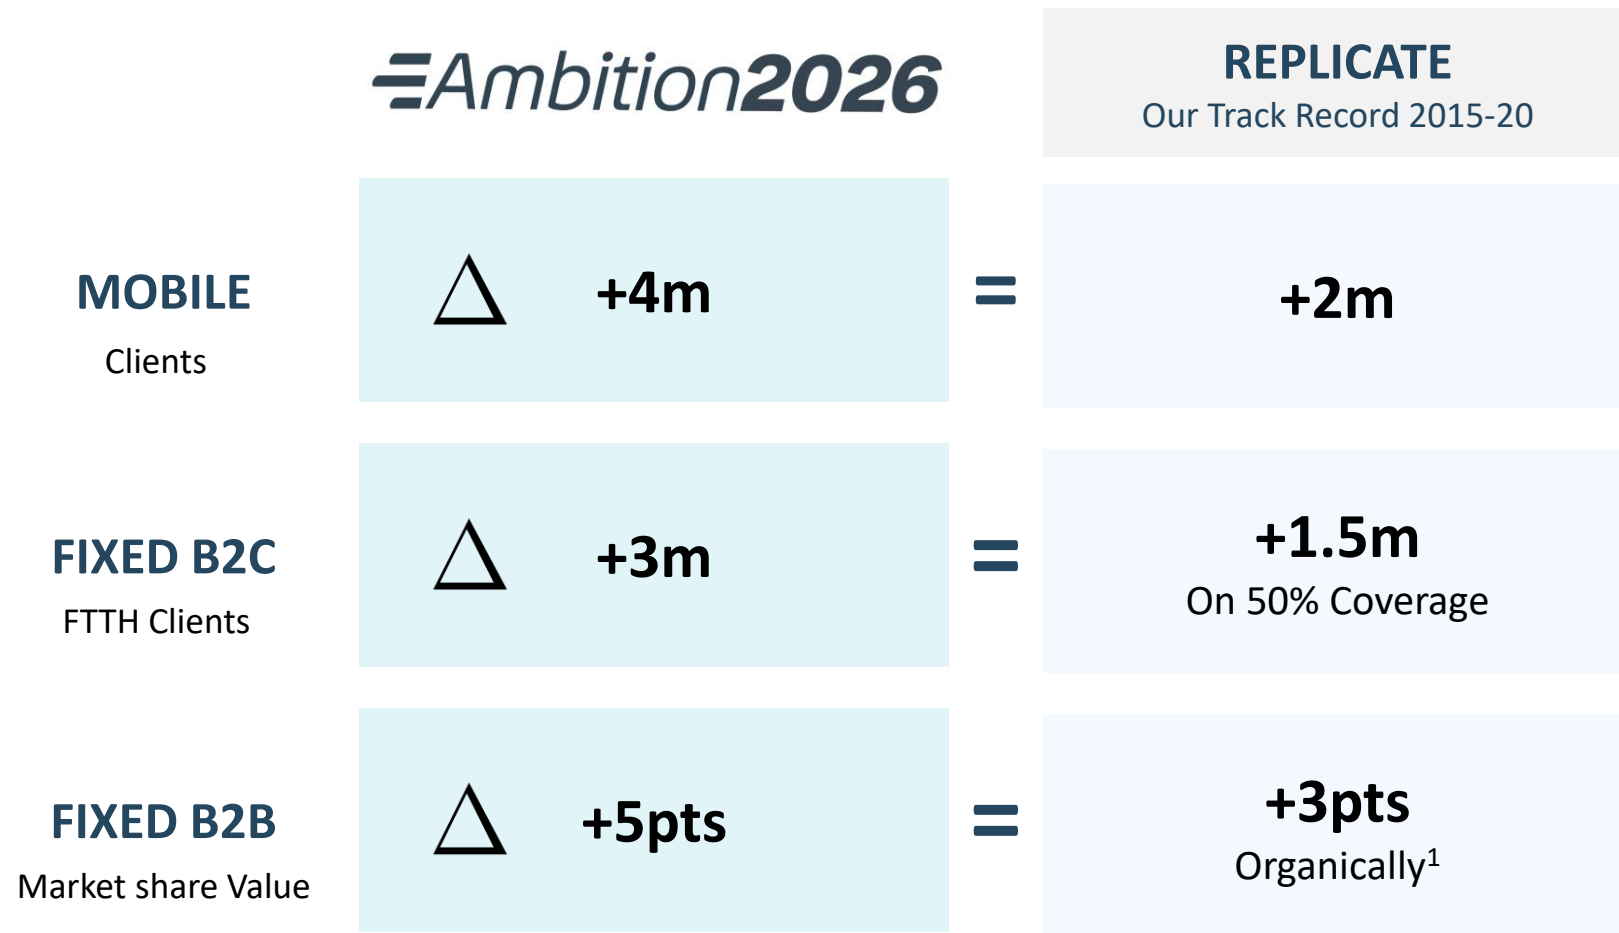 Ambition2026
REPLICATE
Our Track Record 2015-20
MOBILE
Clients
Δ +4m = +2m
FIXED B2C
FTTH Clients
Δ +3m = +1.5m
On 50% Coverage
FIXED B2B
Market share Value
Δ +5pts = +3pts
Organically¹